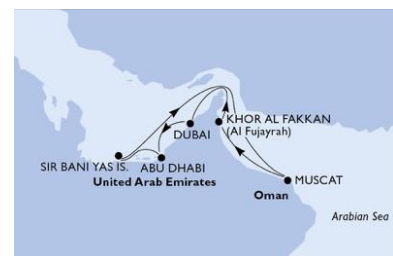 KHOR AL FAKKAN
(Al Fujayrah)
DUBAI
SIR BANI YAS IS.
ABU DHABI
United Arab Emirates
MUSCAT
Oman
Arabian Sea